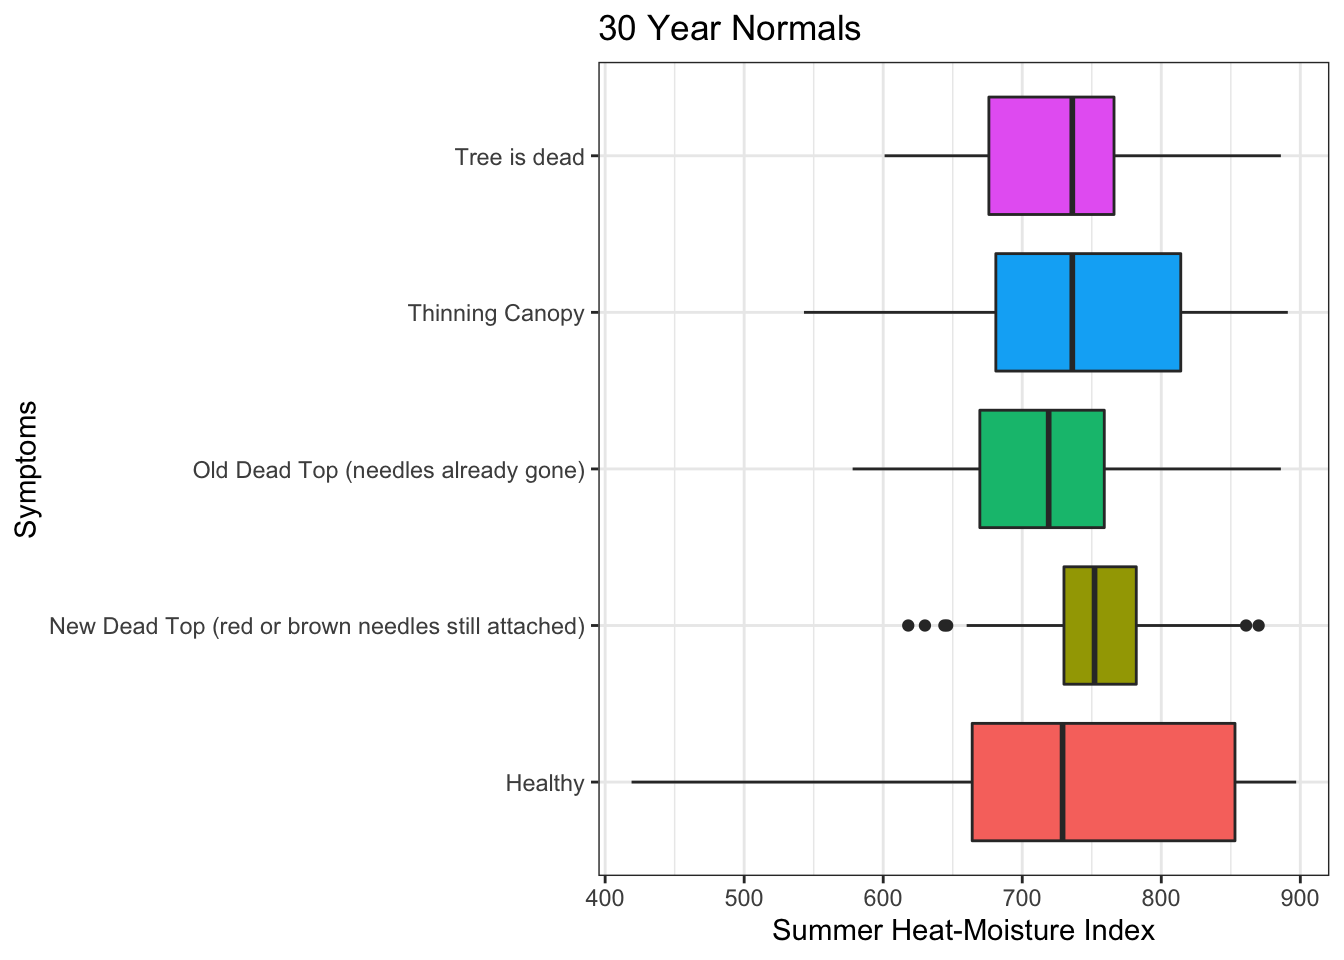 30 Year Normals
Tree is dead
Thinning Canopy
Old Dead Top (needles already gone)
New Dead Top (red or brown needles still attached)
Healthy
Symptoms
400 500 600 700 800 900
Summer Heat-Moisture Index